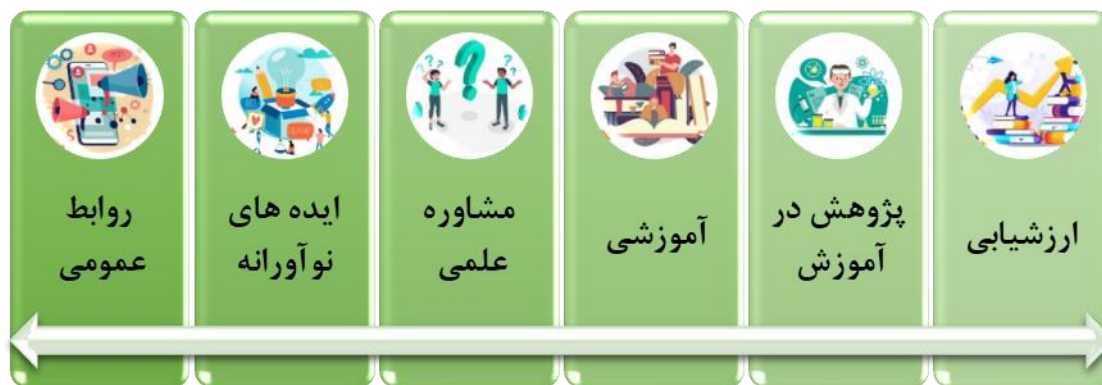 ارزشیابی
پژوهش در
آموزش
آموزشی
مشاوره
علمی
ایده های
نوآورانه
روابط
عمومی